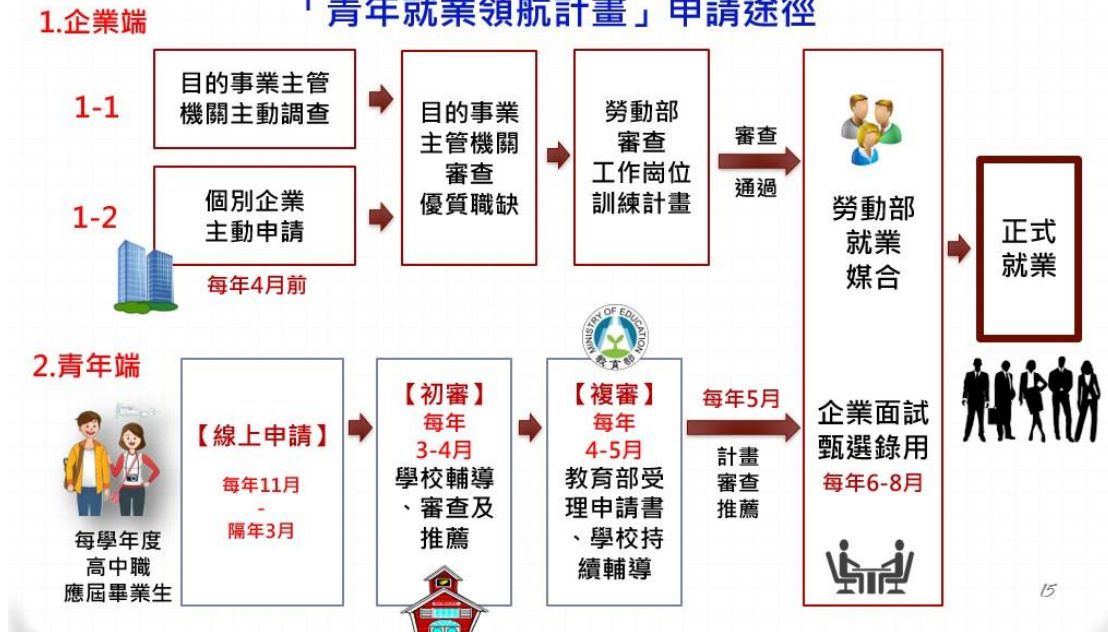 「青年就業領航計畫」申請途徑
1.企業端
1-1
目的事業主管
機關主動調查
1-2
個別企業
主動申請
每年4月前
目的事業
主管機關
審查
優質職缺
勞動部
審查
工作崗位
訓練計畫
審查
通過
勞動部
就業
媒合
正式
就業
2.青年端
每學年度
高中職
應屆畢業生
【線上申請】
每年11月
-
隔年3月
【初審】
每年
3-4月
學校輔導
、審查及
推薦
MINISTRY OF EDUCATION
教育部
【複審】
每年
4-5月
教育部受
理申請書
、學校持
續輔導
每年5月
計畫
審查
推薦
企業面試
甄選錄用
每年6-8月
15